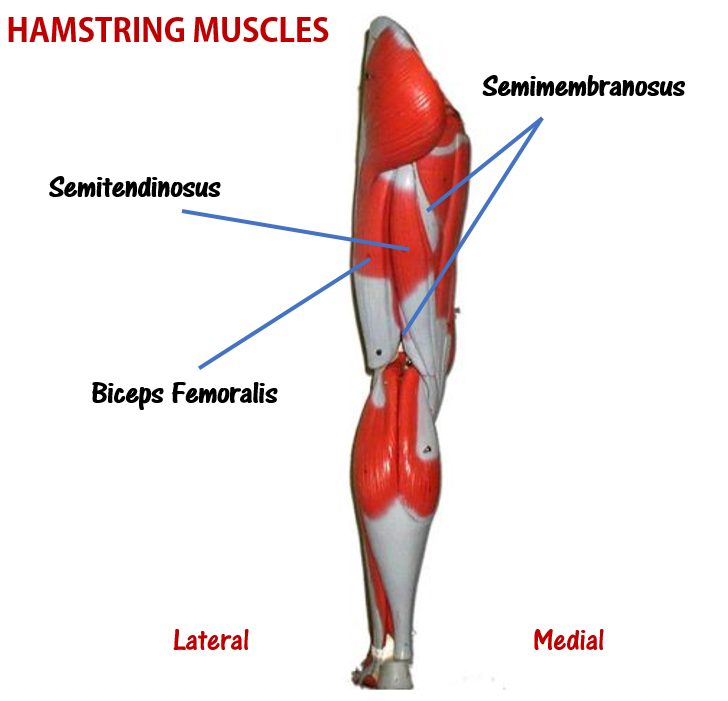 HAMSTRING MUSCLES
Semimembranosus
Semitendinosus
Biceps Femoralis
Lateral
Medial